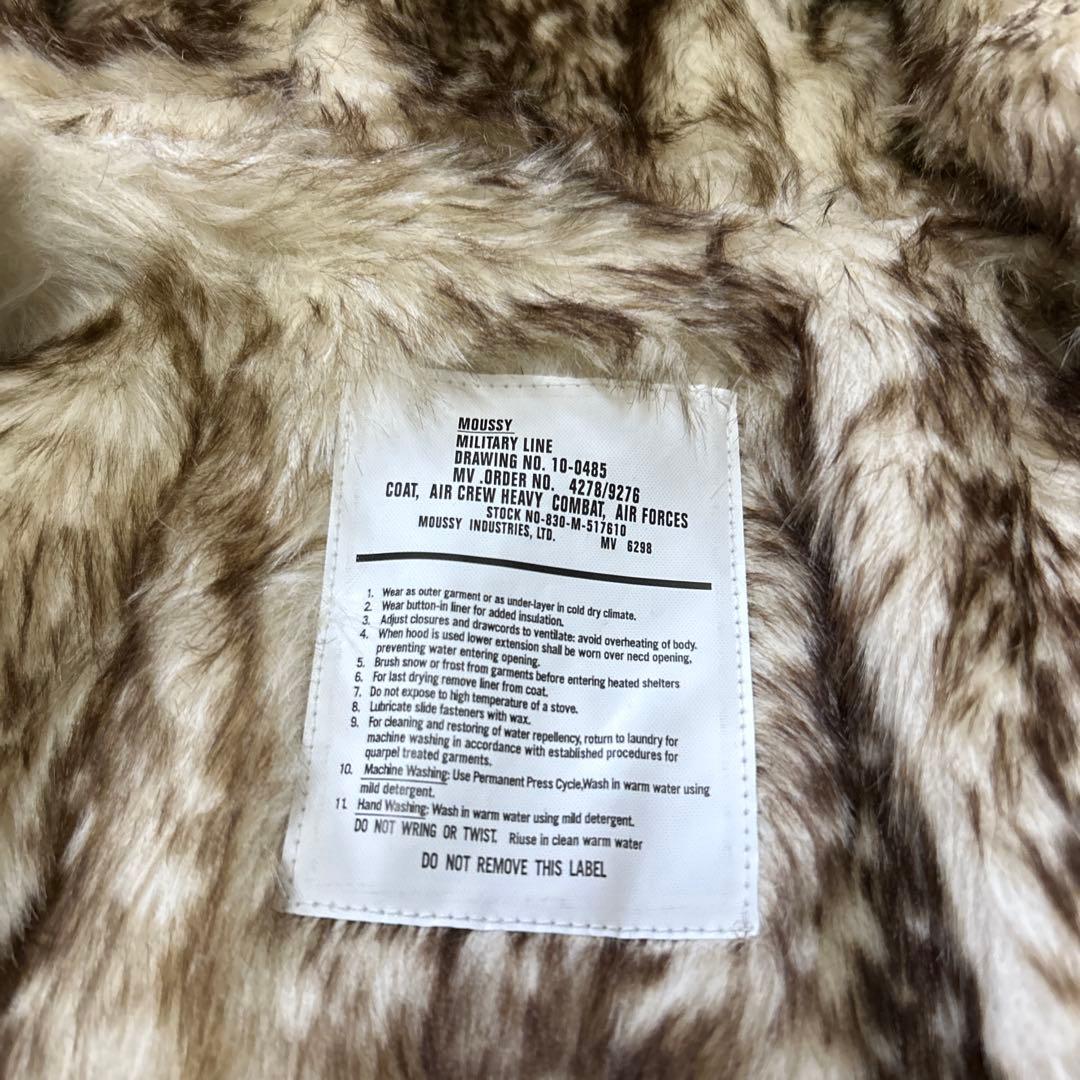 MOUSSY
MILITARY LINE
DRAWING NO. 10-0485
MV .ORDER NO. 4278/9276
COAT, AIR CREW HEAVY COMBAT, AIR FORCES
STOCK NO-830-M-517610
MOUSSY INDUSTRIES, LTD. MV 6298
1. Wear as outer garment or as under-layer in cold dry climate.
2. Wear button-in liner for added insulation.
3. Adjust closures and drawcords to ventilate: avoid overheating of body.
4. When hood is used lower extension shall be worn over necd opening,
preventing water entering opening.
5. Brush snow or frost from garments before entering heated shelters
6. For last drying remove liner from coat.
7. Do not expose to high temperature of a stove.
8. Lubricate slide fasteners with wax.
9. For cleaning and restoring of water repellency, return to laundry for
machine washing in accordance with established procedures for
quarpel treated garments.
10. Machine Washing: Use Permanent Press Cycle,Wash in warm water using
mild detergent.
11. Hand Washing: Wash in warm water using mild detergent.
DO NOT WRING OR TWIST. Riuse in clean warm water
DO NOT REMOVE THIS LABEL